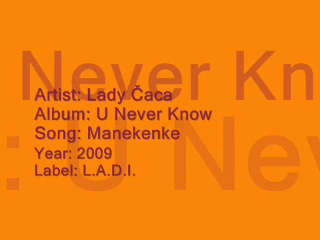 Never Kn
Artist: Lady Čaca
Album: U Never Know
Song: Manekenke
Year: 2009
Label: L.A.D.I.
: U Nev